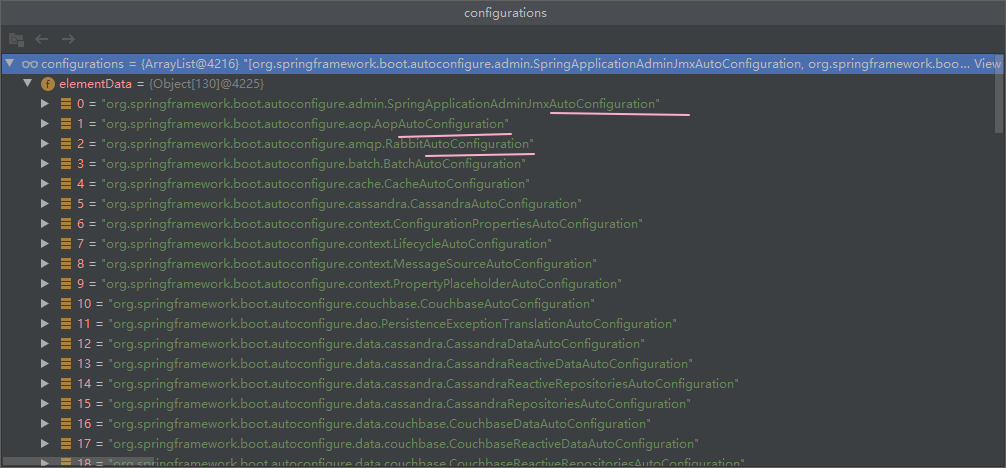 configurations
configurations = {ArrayList@4216} "[org.springframework.boot.autoconfigure.admin.SpringApplicationAdminJmxAutoConfiguration, org.springframework.boo... View
f elementData = {Object[130]@4225}
0 = "org.springframework.boot.autoconfigure.admin.SpringApplicationAdminJmxAutoConfiguration"
1 = "org.springframework.boot.autoconfigure.aop.AopAutoConfiguration"
2 = "org.springframework.boot.autoconfigure.amqp.RabbitAutoConfiguration"
3 = "org.springframework.boot.autoconfigure.batch.BatchAutoConfiguration"
4 = "org.springframework.boot.autoconfigure.cache.CacheAutoConfiguration"
5 = "org.springframework.boot.autoconfigure.cassandra.CassandraAutoConfiguration"
6 = "org.springframework.boot.autoconfigure.context.ConfigurationPropertiesAutoConfiguration"
7 = "org.springframework.boot.autoconfigure.context.LifecycleAutoConfiguration"
8 = "org.springframework.boot.autoconfigure.context.MessageSourceAutoConfiguration"
9 = "org.springframework.boot.autoconfigure.context.PropertyPlaceholderAutoConfiguration"
10 = "org.springframework.boot.autoconfigure.couchbase.CouchbaseAutoConfiguration"
11 = "org.springframework.boot.autoconfigure.dao.PersistenceExceptionTranslationAutoConfiguration"
12 = "org.springframework.boot.autoconfigure.data.cassandra.CassandraDataAutoConfiguration"
13 = "org.springframework.boot.autoconfigure.data.cassandra.CassandraReactiveDataAutoConfiguration"
14 = "org.springframework.boot.autoconfigure.data.cassandra.CassandraReactiveRepositoriesAutoConfiguration"
15 = "org.springframework.boot.autoconfigure.data.cassandra.CassandraRepositoriesAutoConfiguration"
16 = "org.springframework.boot.autoconfigure.data.couchbase.CouchbaseDataAutoConfiguration"
17 = "org.springframework.boot.autoconfigure.data.couchbase.CouchbaseReactiveDataAutoConfiguration"
18 = "org.springframework.boot.autoconfigure.data.couchbase.CouchbaseReactiveRepositoriesAutoConfiguration"